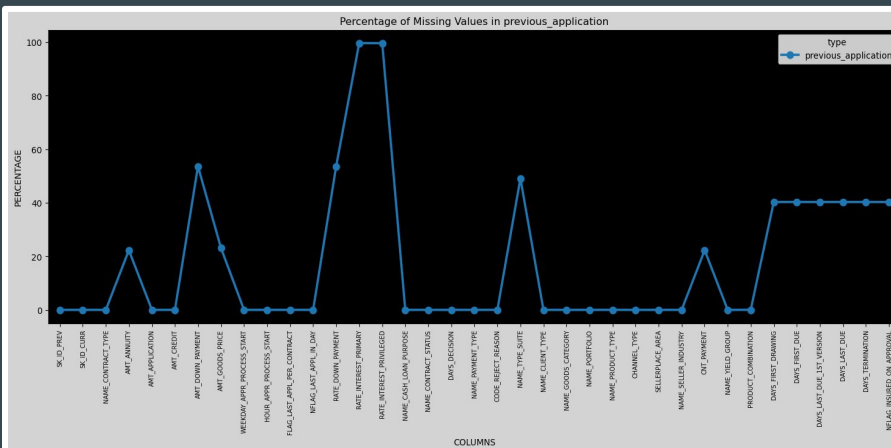 Percentage of Missing Values in previous_application
type
previous_application
PERCENTAGE
100
80
60
40
20
0
SK_ID_PREV
SK_ID_CURR
NAME_CONTRACT_TYPE
AMT_ANNUITY
AMT_APPLICATION
AMT_CREDIT
AMT_DOWN_PAYMENT
AMT_GOODS_PRICE
WEEKDAY_APPR_PROCESS_START
HOUR_APPR_PROCESS_START
FLAG_LAST_APPL_PER_CONTRACT
NFLAG_LAST_APPL_IN_DAY
RATE_DOWN_PAYMENT
RATE_INTEREST_PRIMARY
RATE_INTEREST_PRIVILEGED
NAME_CASH_LOAN_PURPOSE
NAME_CONTRACT_STATUS
DAYS_DECISION
NAME_PAYMENT_TYPE
CODE_REJECT_REASON
NAME_TYPE_SUITE
NAME_CLIENT_TYPE
NAME_GOODS_CATEGORY
NAME_PORTFOLIO
NAME_PRODUCT_TYPE
CHANNEL_TYPE
SELLERPLACE_AREA
NAME_SELLER_INDUSTRY
CNT_PAYMENT
NAME_YIELD_GROUP
PRODUCT_COMBINATION
DAYS_FIRST_DRAWING
DAYS_FIRST_DUE
DAYS_LAST_DUE_1ST_VERSION
DAYS_LAST_DUE
DAYS_TERMINATION
NFLAG_INSURED_ON_APPROVAL
COLUMNS